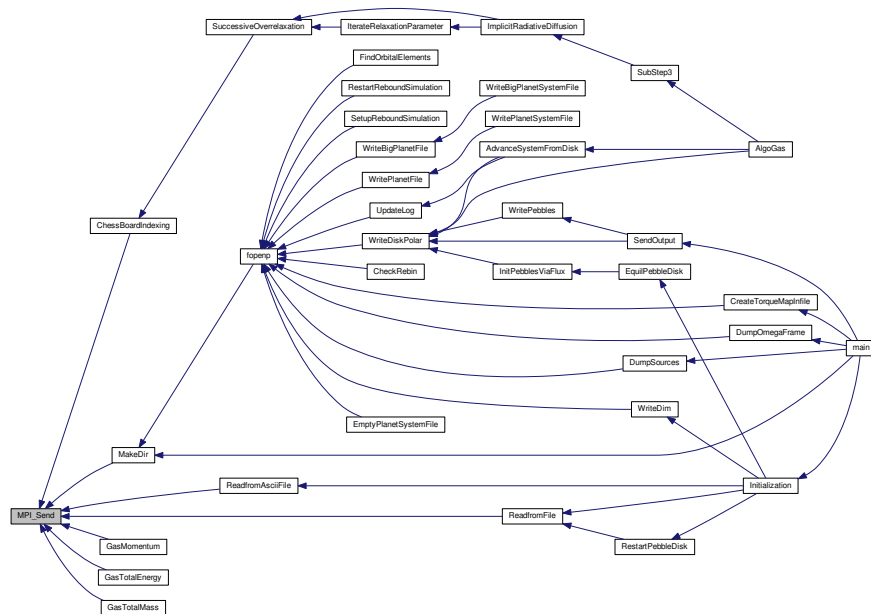 SuccessiveOverrelaxation
IterateRelaxationParameter
ImplicitRadiativeDiffusion
FindOrbitalElements
SubStep3
RestartReboundSimulation
WriteBigPlanetSystemFile
SetupReboundSimulation
WritePlanetSystemFile
WriteBigPlanetFile
AdvanceSystemFromDisk
AlgoGas
WritePlanetFile
UpdateLog
WritePebbles
ChessBoardIndexing
WriteDiskPolar
SendOutput
fopenp
CheckRebin
InitPebblesViaFlux
EquilPebbleDisk
CreateTorqueMapInfile
DumpOmegaFrame
main
DumpSources
WriteDim
EmptyPlanetSystemFile
MakeDir
ReadfromAsciiFile
Initialization
MPI_Send
ReadfromFile
GasMomentum
RestartPebbleDisk
GasTotalEnergy
GasTotalMass